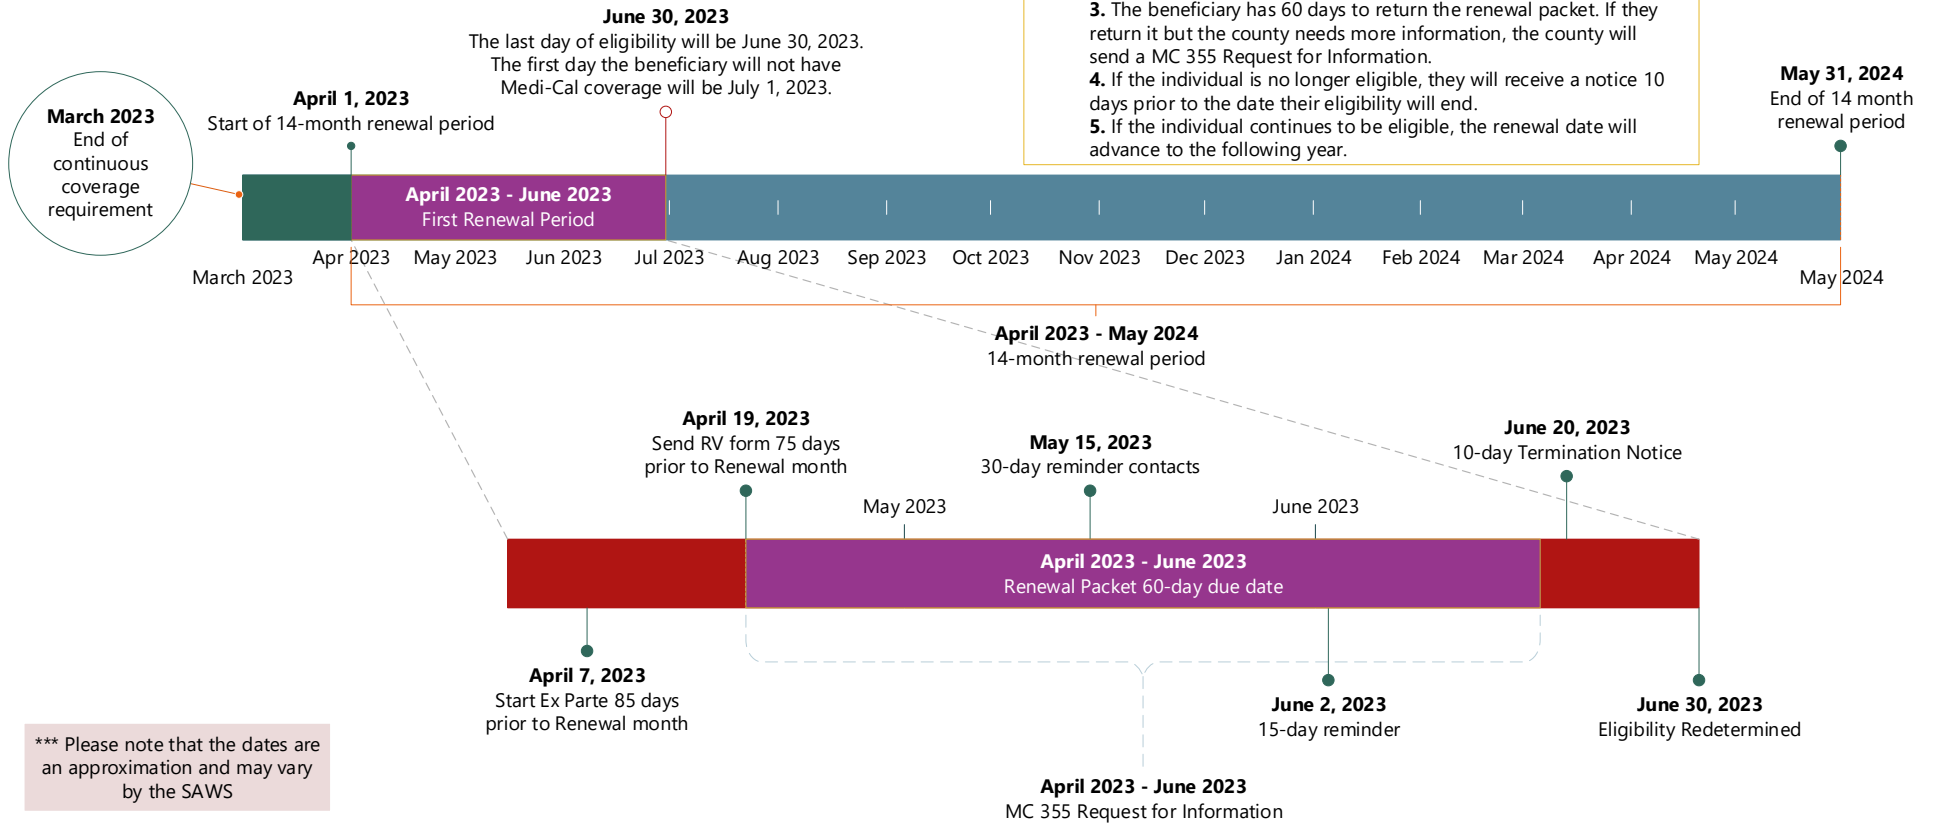 June 30, 2023
The last day of eligibility will be June 30, 2023.
The first day the beneficiary will not have
Medi-Cal coverage will be July 1, 2023.
3. The beneficiary has 60 days to return the renewal packet. If they
return it but the county needs more information, the county will
send a MC 355 Request for Information.
4. If the individual is no longer eligible, they will receive a notice 10
days prior to the date their eligibility will end.
5. If the individual continues to be eligible, the renewal date will
advance to the following year.
May 31, 2024
End of 14 month
renewal period
April 1, 2023
Start of 14-month renewal period
March 2023
End of
continuous
coverage
requirement
April 2023 - June 2023
First Renewal Period
March 2023
Apr 2023
May 2023
Jun 2023
Jul 2023
Aug 2023
Sep 2023
Oct 2023
Nov 2023
Dec 2023
Jan 2024
Feb 2024
Mar 2024
Apr 2024
May 2024
May 2024
April 2023 - May 2024
14-month renewal period
April 19, 2023
Send RV form 75 days
prior to Renewal month
May 2023
May 15, 2023
30-day reminder contacts
June 2023
June 20, 2023
10-day Termination Notice
April 2023 - June 2023
Renewal Packet 60-day due date
April 7, 2023
Start Ex Parte 85 days
prior to Renewal month
June 2, 2023
15-day reminder
June 30, 2023
Eligibility Redetermined
*** Please note that the dates are
an approximation and may vary
by the SAWS
April 2023 - June 2023
MC 355 Request for Information